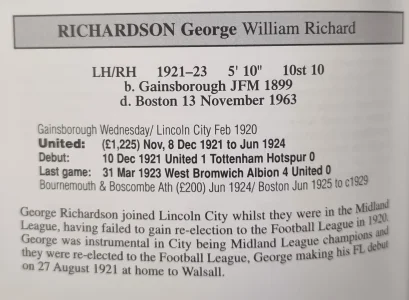 RICHARDSON George William Richard
LH/RH 1921–23 5' 10" 10st 10
b. Gainsborough JFM 1899
d. Boston 13 November 1963
Gainsborough Wednesday/ Lincoln City Feb 1920
United: (£1,225) Nov, 8 Dec 1921 to Jun 1924
Debut: 10 Dec 1921 United 1 Tottenham Hotspur 0
Last game: 31 Mar 1923 West Bromwich Albion 4 United 0
Bournemouth & Boscombe Ath (£200) Jun 1924/ Boston Jun 1925 to c1929
George Richardson joined Lincoln City whilst they were in the Midland
League, having failed to gain re-election to the Football League in 1920.
George was instrumental in City being Midland League champions and
they were re-elected to the Football League, George making his FL debut
on 27 August 1921 at home to Walsall.